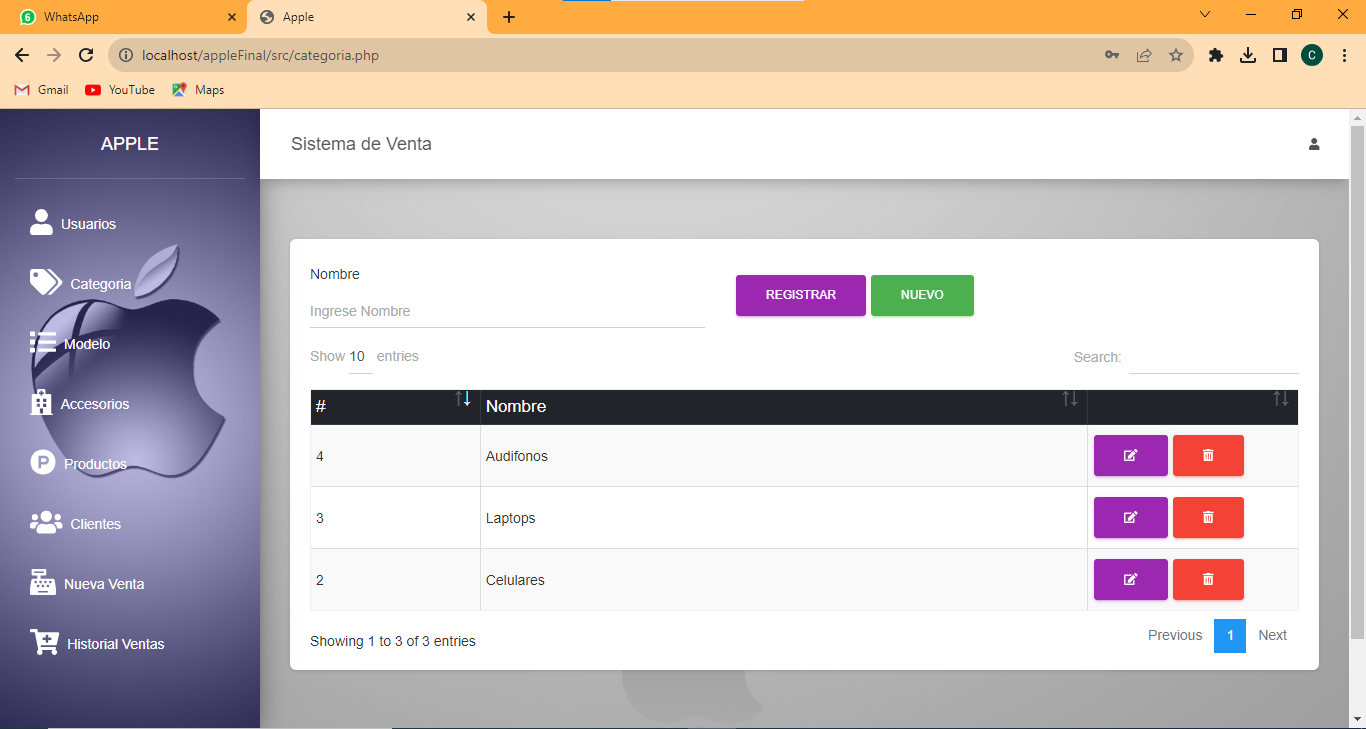 WhatsApp
Apple
localhost/appleFinal/src/categoria.php
C
Gmail
YouTube
Maps
APPLE
Usuarios
Categoria
Modelo
Accesorios
Productos
Clientes
Nueva Venta
Historial Ventas
Sistema de Venta
Nombre
Ingrese Nombre
REGISTRAR NUEVO
Show 10 entries
Search:
# Nombre
4 Audifonos
3 Laptops
2 Celulares
Showing 1 to 3 of 3 entries
Previous 1 Next